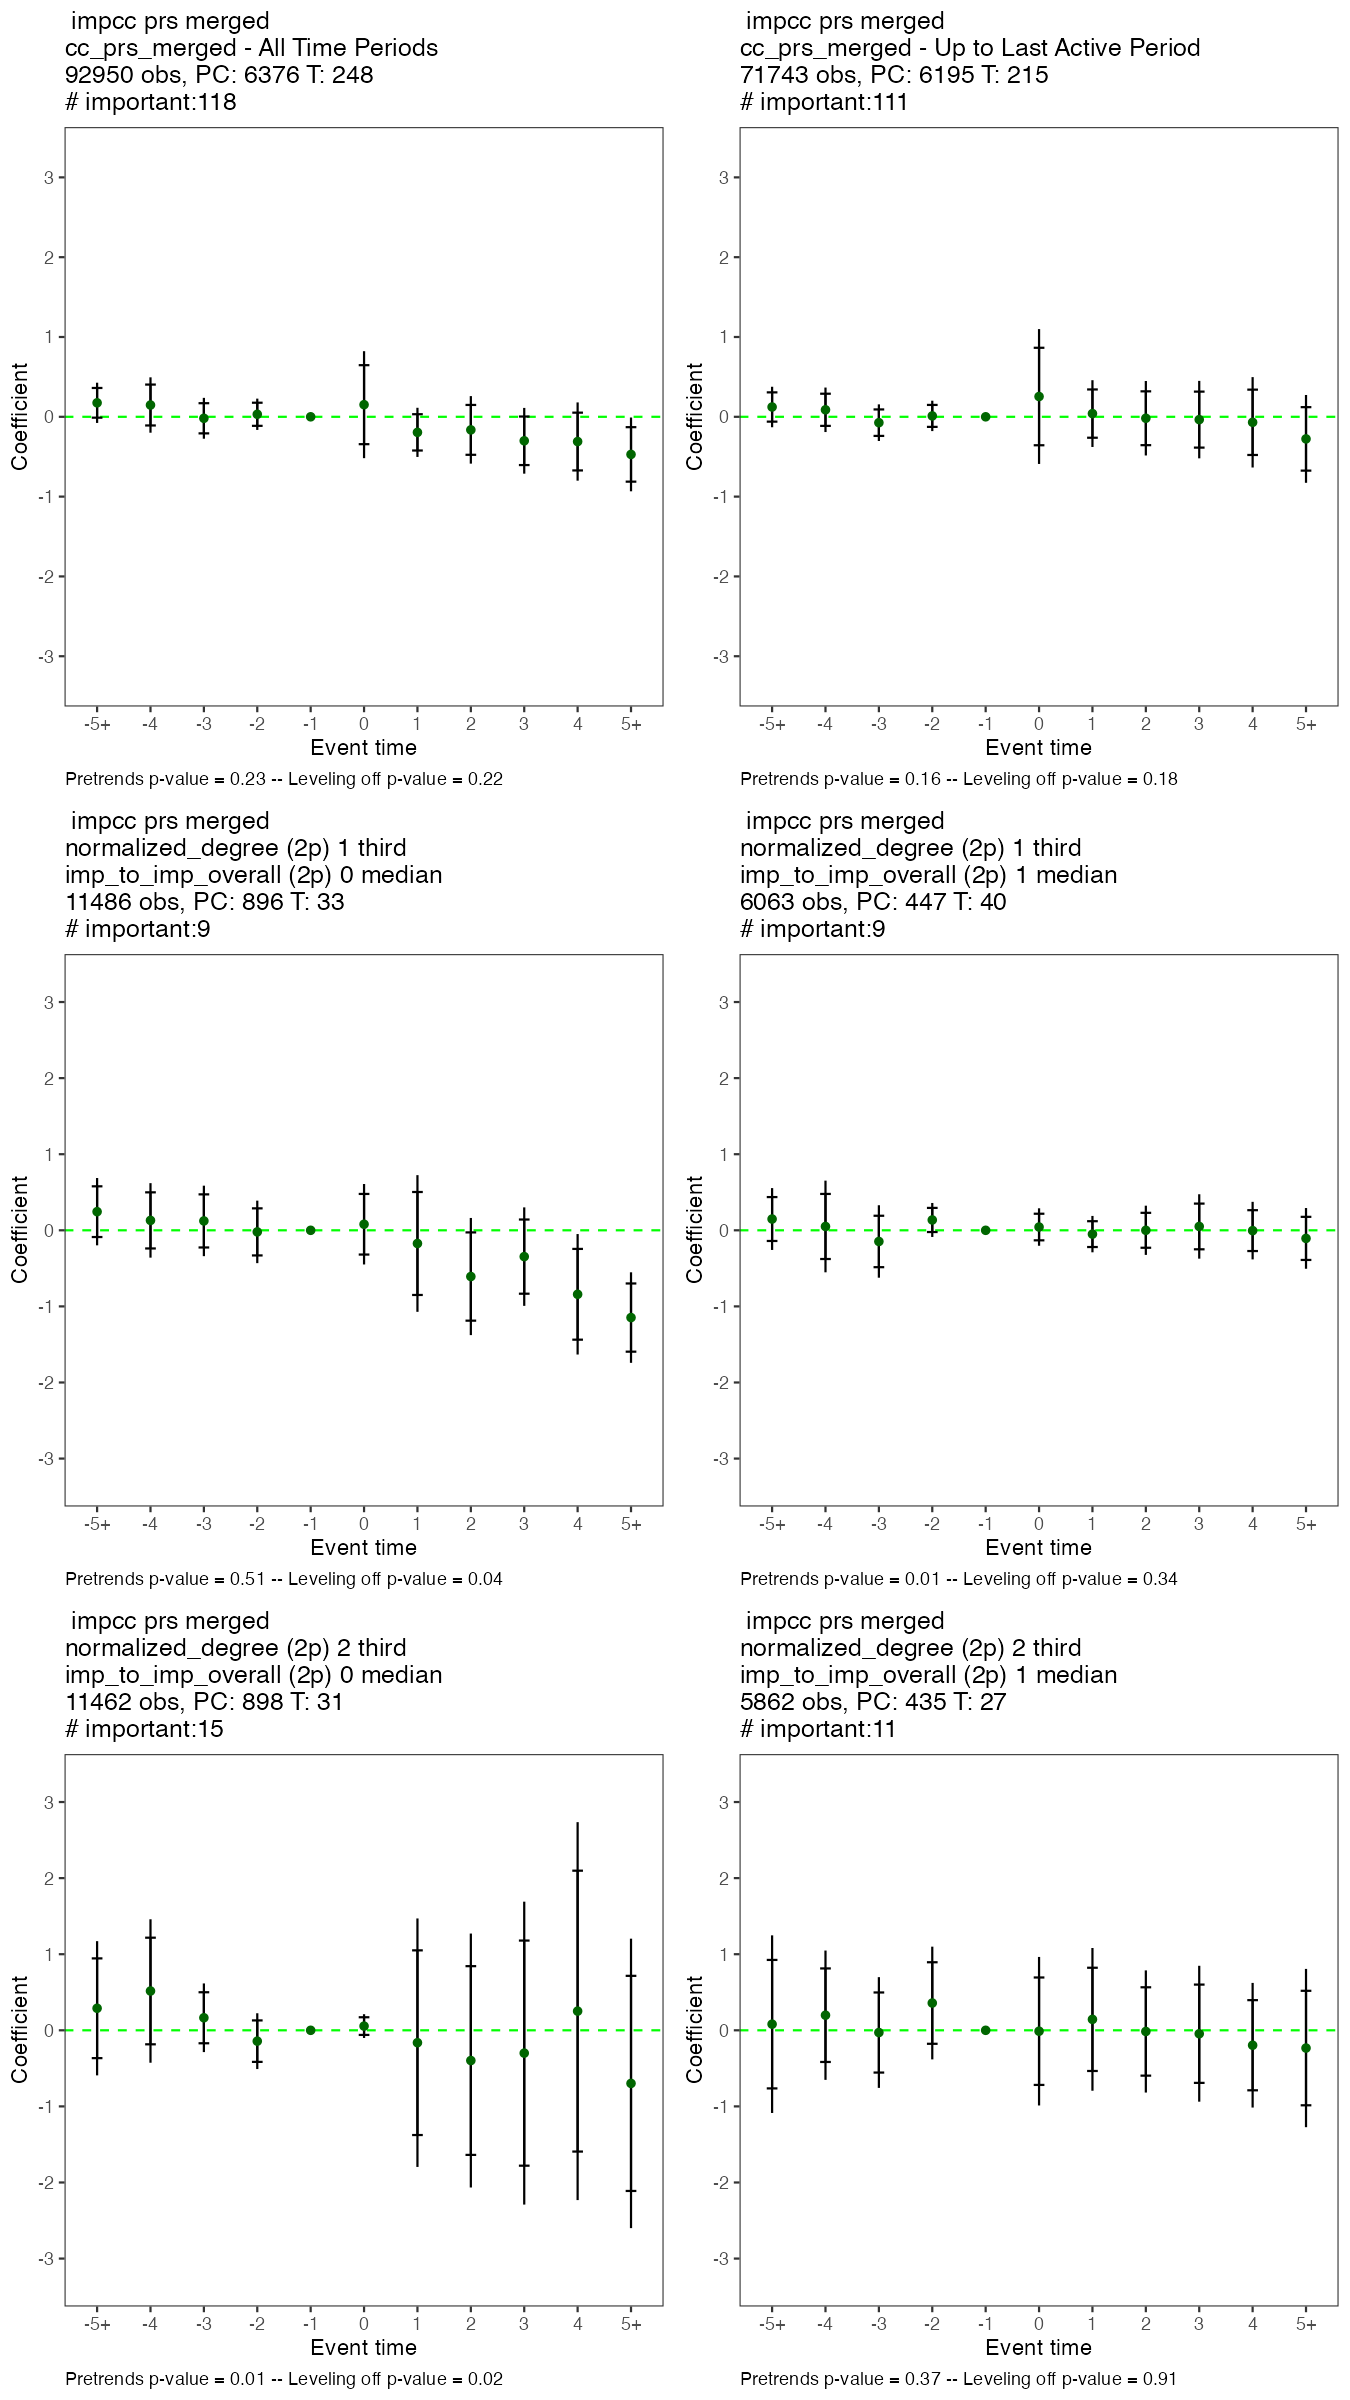 impcc prs merged
cc_prs_merged - All Time Periods
92950 obs, PC: 6376 T: 248
# important:118
Coefficient
3
2
1
0
-1
-2
-3
-5+ -4 -3 -2 -1 0 1 2 3 4 5+
Event time
Pretrends p-value = 0.23 -- Leveling off p-value = 0.22
impcc prs merged
cc_prs_merged - Up to Last Active Period
71743 obs, PC: 6195 T: 215
# important:111
Coefficient
3
2
1
0
-1
-2
-3
-5+ -4 -3 -2 -1 0 1 2 3 4 5+
Event time
Pretrends p-value = 0.16 -- Leveling off p-value = 0.18
impcc prs merged
normalized_degree (2p) 1 third
imp_to_imp_overall (2p) 0 median
11486 obs, PC: 896 T: 33
# important:9
Coefficient
3
2
1
0
-1
-2
-3
-5+ -4 -3 -2 -1 0 1 2 3 4 5+
Event time
Pretrends p-value = 0.51 -- Leveling off p-value = 0.04
impcc prs merged
normalized_degree (2p) 1 third
imp_to_imp_overall (2p) 1 median
6063 obs, PC: 447 T: 40
# important:9
Coefficient
3
2
1
0
-1
-2
-3
-5+ -4 -3 -2 -1 0 1 2 3 4 5+
Event time
Pretrends p-value = 0.01 -- Leveling off p-value = 0.34
impcc prs merged
normalized_degree (2p) 2 third
imp_to_imp_overall (2p) 0 median
11462 obs, PC: 898 T: 31
# important:15
Coefficient
3
2
1
0
-1
-2
-3
-5+ -4 -3 -2 -1 0 1 2 3 4 5+
Event time
Pretrends p-value = 0.01 -- Leveling off p-value = 0.02
impcc prs merged
normalized_degree (2p) 2 third
imp_to_imp_overall (2p) 1 median
5862 obs, PC: 435 T: 27
# important:11
Coefficient
3
2
1
0
-1
-2
-3
-5+ -4 -3 -2 -1 0 1 2 3 4 5+
Event time
Pretrends p-value = 0.37 -- Leveling off p-value = 0.91